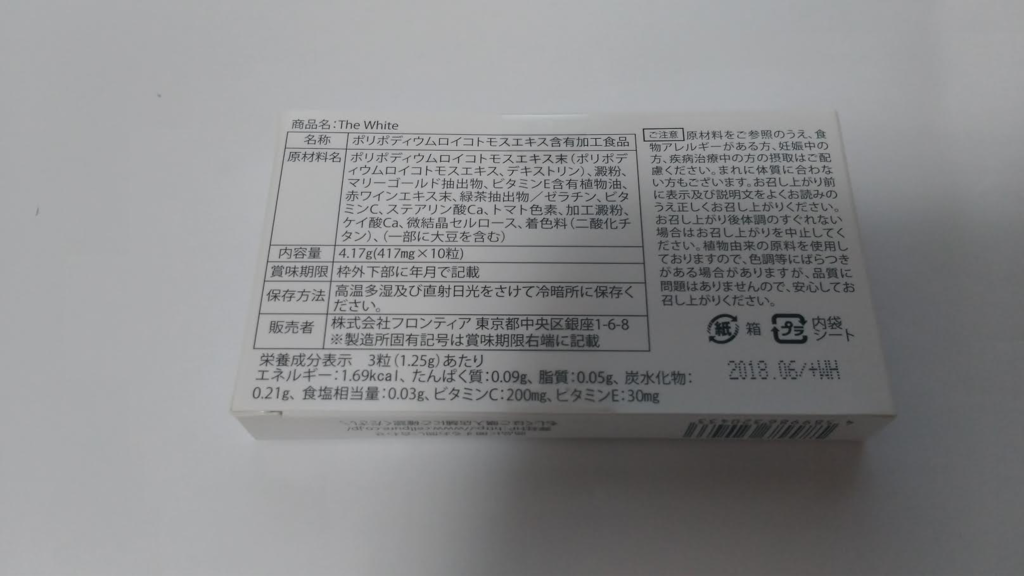 商品名:The White
名称 ポリポディウムロイコトモスエキス含有加工食品
原材料名 ポリポディウムロイコトモスエキス末(ポリポデ
ィウムロイコトモスエキス、デキストリン)、澱粉、
マリーゴールド抽出物、ビタミンE含有植物油、
赤ワインエキス末、緑茶抽出物/ゼラチン、ビタ
ミンC、ステアリン酸Ca、トマト色素、加工澱粉、
ケイ酸Ca、微結晶セルロース、着色料(二酸化チ
タン)、(一部に大豆を含む)
内容量 4.17g(417mg×10粒)
賞味期限 枠外下部に年月で記載
保存方法 高温多湿及び直射日光をさけて冷暗所に保存く
ださい。
販売者 株式会社フロンティア 東京都中央区銀座1-6-8
※製造所固有記号は賞味期限右端に記載
栄養成分表示 3粒(1.25g)あたり
エネルギー:1.69kcal、たんぱく質:0.09g、脂質:0.05g、炭水化物:
0.21g、食塩相当量:0.03g、ビタミンC:200mg、ビタミンE:30mg
ご注意 原材料をご参照のうえ、食
物アレルギーがある方、妊娠中の
方、疾病治療中の方の摂取はご配
慮ください。まれに体質に合わな
い方もございます。お召し上がり前
に表示及び説明文をよくお読みの
うえ正しくお召し上がりください。
お召し上がり後体調のすぐれない
場合はお召し上がりを中止してく
ださい。植物由来の原料を使用し
ておりますので、色調等にばらつき
がある場合がありますが、品質に
問題はありませんので、安心してお
召し上がりください。
紙 箱 プラ 内袋
シート
2018.06/+WH